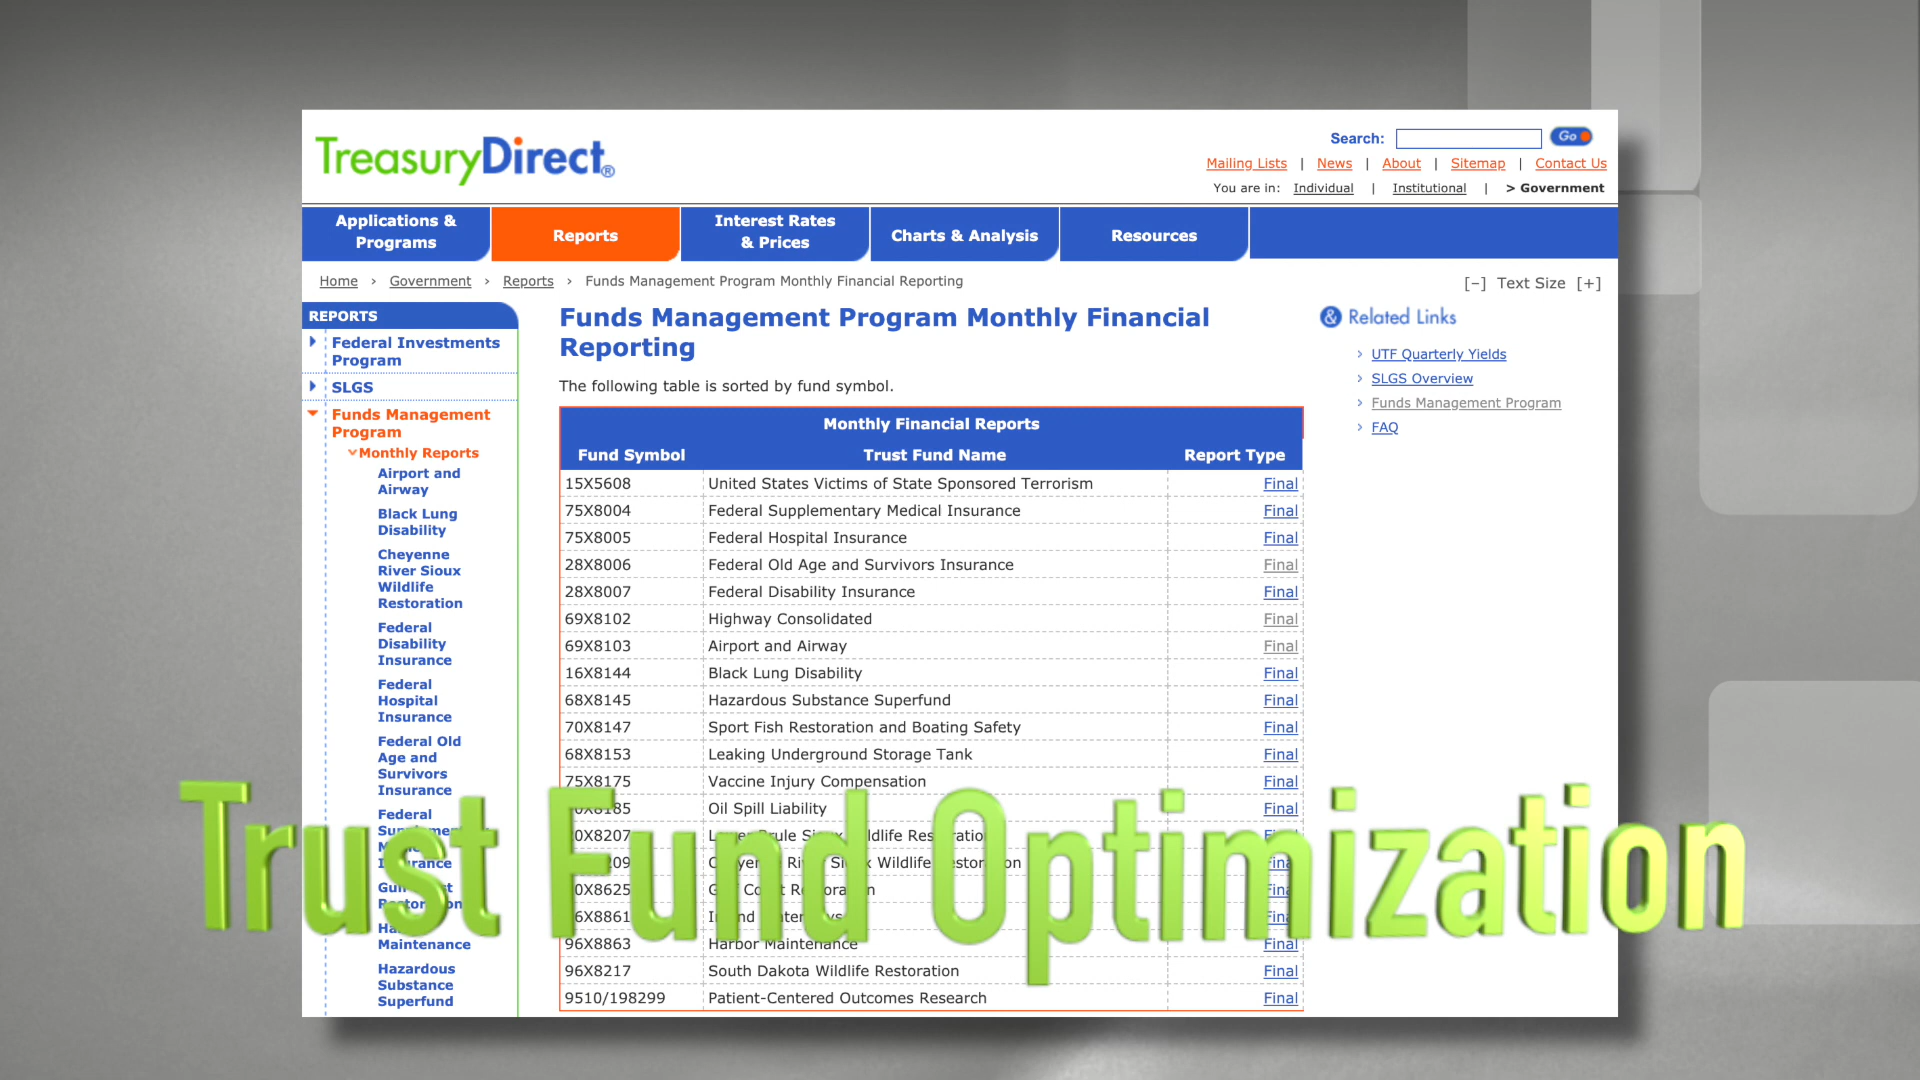 TreasuryDirect®
Search: Go
Mailing Lists | News | About | Sitemap | Contact Us
You are in: Individual | Institutional | > Government
Applications & Programs
Reports
Interest Rates & Prices
Charts & Analysis
Resources
Home > Government > Reports > Funds Management Program Monthly Financial Reporting
[-] Text Size [+]
REPORTS
Federal Investments
Program
SLGS
Funds Management
Program
Monthly Reports
Airport and
Airway
Black Lung
Disability
Cheyenne
River Sioux
Wildlife
Restoration
Federal
Disability
Insurance
Federal
Hospital
Insurance
Federal Old
Age and
Survivors
Insurance
Federal
Maintenance
Hazardous
Substance
Superfund
Funds Management Program Monthly Financial
Reporting
The following table is sorted by fund symbol.
Monthly Financial Reports
Fund Symbol Trust Fund Name Report Type
15X5608 United States Victims of State Sponsored Terrorism Final
75X8004 Federal Supplementary Medical Insurance Final
75X8005 Federal Hospital Insurance Final
28X8006 Federal Old Age and Survivors Insurance Final
28X8007 Federal Disability Insurance Final
69X8102 Highway Consolidated Final
69X8103 Airport and Airway Final
16X8144 Black Lung Disability Final
68X8145 Hazardous Substance Superfund Final
70X8147 Sport Fish Restoration and Boating Safety Final
68X8153 Leaking Underground Storage Tank Final
75X8175 Vaccine Injury Compensation Final
Oil Spill Liability Final
Wildlife Restoration
96X8863 Harbor Maintenance Final
96X8217 South Dakota Wildlife Restoration Final
9510/198299 Patient-Centered Outcomes Research Final
& Related Links
> UTF Quarterly Yields
> SLGS Overview
> Funds Management Program
> FAQ
Trust Fund Optimization